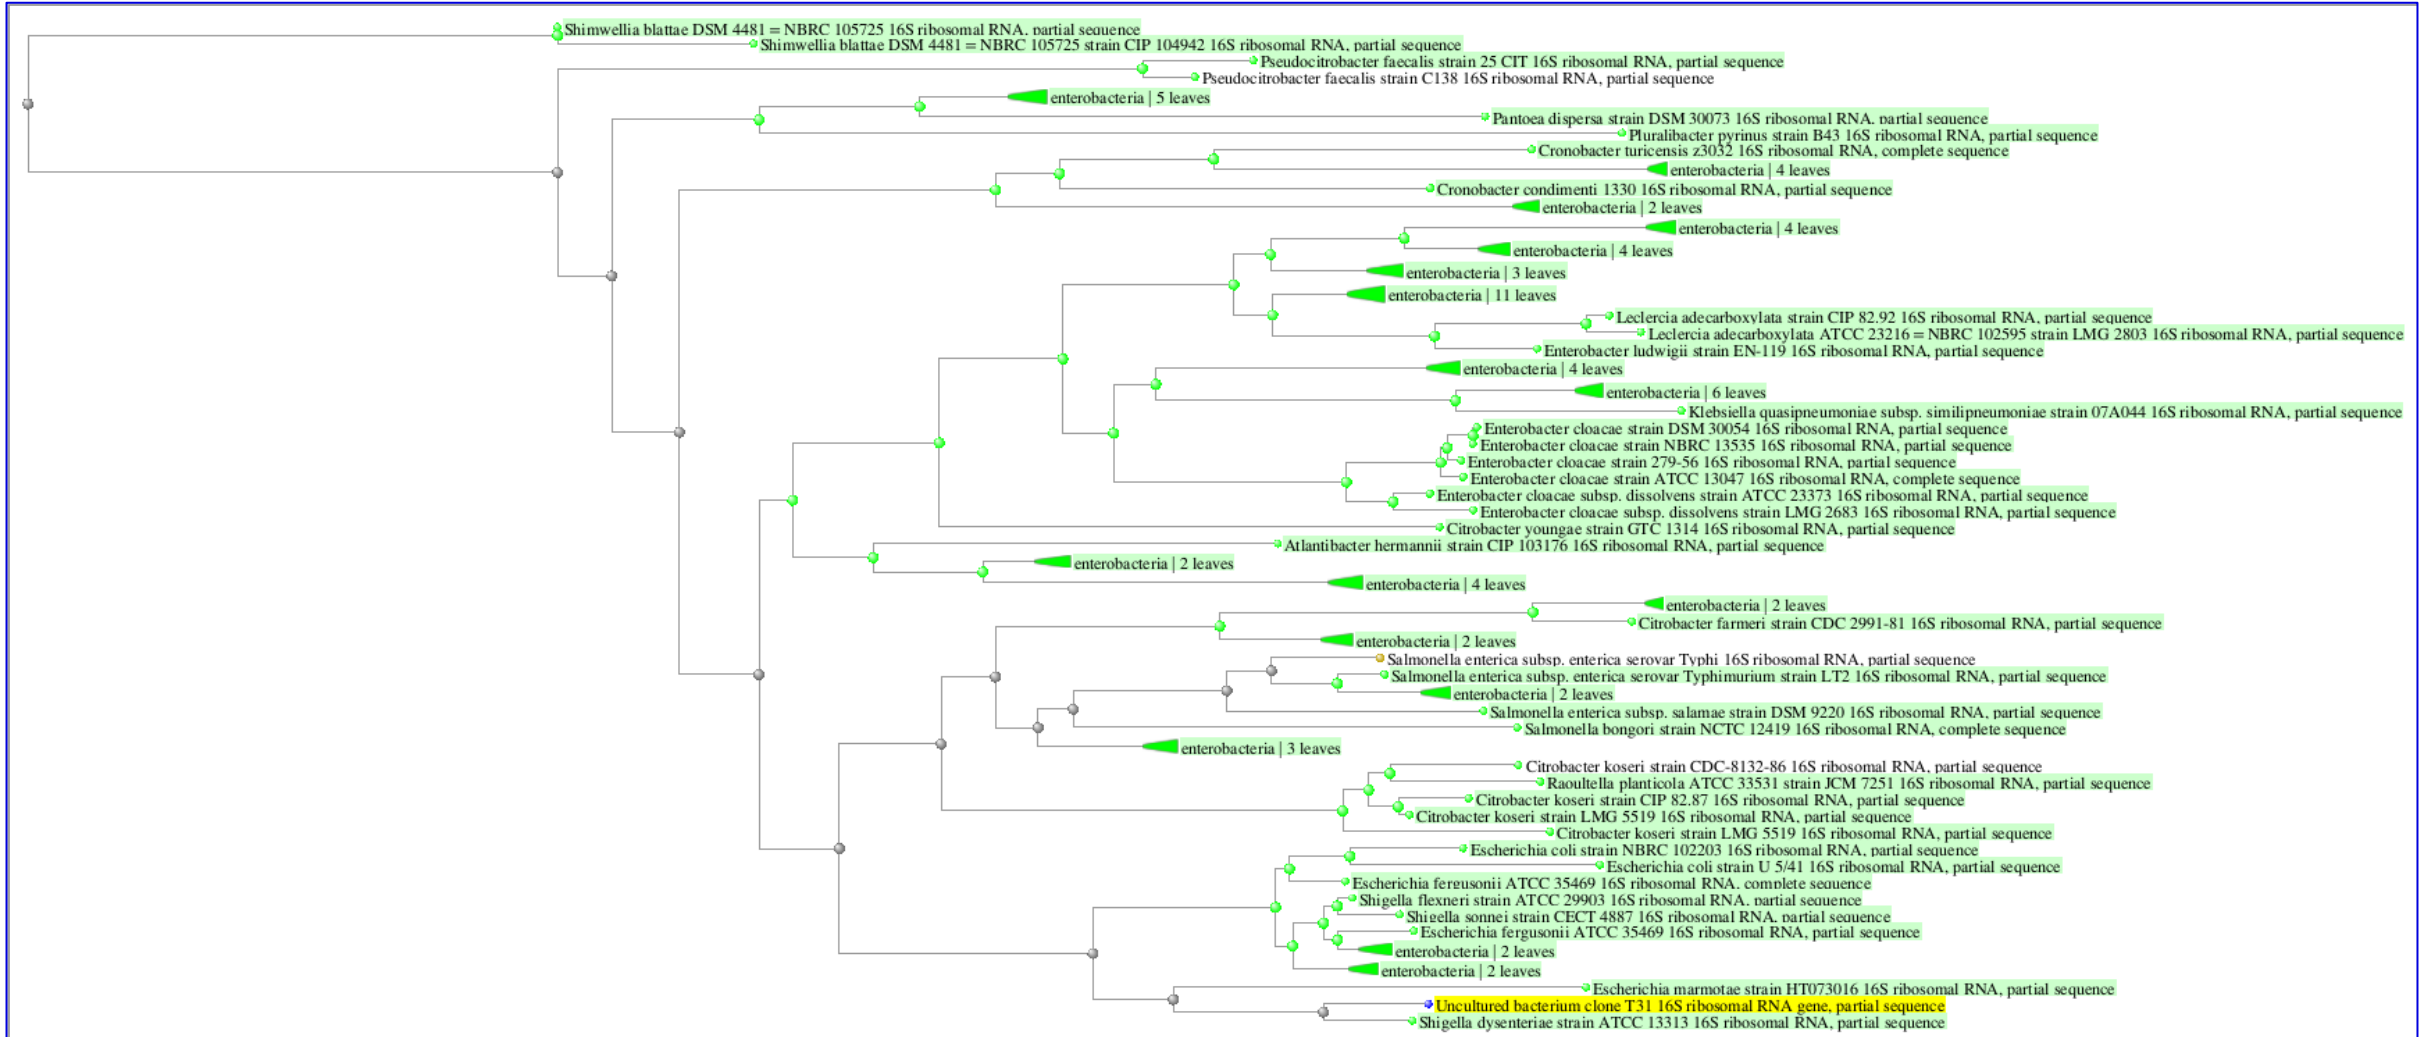 Shimwellia blattae DSM 4481 = NBRC 105725 16S ribosomal RNA, partial sequence
Shimwellia blattae DSM 4481 = NBRC 105725 strain CIP 104942 16S ribosomal RNA, partial sequence
Pseudocitrobacter faecalis strain 25 CIT 16S ribosomal RNA, partial sequence
Pseudocitrobacter faecalis strain C138 16S ribosomal RNA, partial sequence
enterobacteria | 5 leaves
Pantoea dispersa strain DSM 30073 16S ribosomal RNA, partial sequence
Pluralibacter pyrinus strain B43 16S ribosomal RNA, partial sequence
Cronobacter turicensis z3032 16S ribosomal RNA, complete sequence
enterobacteria | 4 leaves
Cronobacter condimenti 1330 16S ribosomal RNA, partial sequence
enterobacteria | 2 leaves
enterobacteria | 4 leaves
enterobacteria | 4 leaves
enterobacteria | 3 leaves
enterobacteria | 11 leaves
Leclercia adecarboxylata strain CIP 82.92 16S ribosomal RNA, partial sequence
Leclercia adecarboxylata ATCC 23216 = NBRC 102595 strain LMG 2803 16S ribosomal RNA, partial sequence
Enterobacter ludwigii strain EN-119 16S ribosomal RNA, partial sequence
enterobacteria | 4 leaves
enterobacteria | 6 leaves
Klebsiella quasipneumoniae subsp. similipneumoniae strain 07A044 16S ribosomal RNA, partial sequence
Enterobacter cloacae strain DSM 30054 16S ribosomal RNA, partial sequence
Enterobacter cloacae strain NBRC 13535 16S ribosomal RNA, partial sequence
Enterobacter cloacae strain 279-56 16S ribosomal RNA, partial sequence
Enterobacter cloacae strain ATCC 13047 16S ribosomal RNA, complete sequence
Enterobacter cloacae subsp. dissolvens strain ATCC 23373 16S ribosomal RNA, partial sequence
Enterobacter cloacae subsp. dissolvens strain LMG 2683 16S ribosomal RNA, partial sequence
Citrobacter youngae strain GTC 1314 16S ribosomal RNA, partial sequence
Atlantibacter hermannii strain CIP 103176 16S ribosomal RNA, partial sequence
enterobacteria | 2 leaves
enterobacteria | 4 leaves
enterobacteria | 2 leaves
Citrobacter farmeri strain CDC 2991-81 16S ribosomal RNA, partial sequence
enterobacteria | 2 leaves
Salmonella enterica subsp. enterica serovar Typhi 16S ribosomal RNA, partial sequence
Salmonella enterica subsp. enterica serovar Typhimurium strain LT2 16S ribosomal RNA, partial sequence
enterobacteria | 2 leaves
Salmonella enterica subsp. salamae strain DSM 9220 16S ribosomal RNA, partial sequence
Salmonella bongori strain NCTC 12419 16S ribosomal RNA, complete sequence
enterobacteria | 3 leaves
Citrobacter koseri strain CDC-8132-86 16S ribosomal RNA, partial sequence
Raoultella planticola ATCC 33531 strain JCM 7251 16S ribosomal RNA, partial sequence
Citrobacter koseri strain CIP 82.87 16S ribosomal RNA, partial sequence
Citrobacter koseri strain LMG 5519 16S ribosomal RNA, partial sequence
Citrobacter koseri strain LMG 5519 16S ribosomal RNA, partial sequence
Escherichia coli strain NBRC 102203 16S ribosomal RNA, partial sequence
Escherichia coli strain U 5/41 16S ribosomal RNA, partial sequence
Escherichia fergusonii ATCC 35469 16S ribosomal RNA, complete sequence
Shigella flexneri strain ATCC 29903 16S ribosomal RNA, partial sequence
Shigella sonnei strain CECT 4887 16S ribosomal RNA, partial sequence
Escherichia fergusonii ATCC 35469 16S ribosomal RNA, partial sequence
enterobacteria | 2 leaves
enterobacteria | 2 leaves
Escherichia marmotae strain HT073016 16S ribosomal RNA, partial sequence
Uncultured bacterium clone T31 16S ribosomal RNA gene, partial sequence
Shigella dysenteriae strain ATCC 13313 16S ribosomal RNA, partial sequence